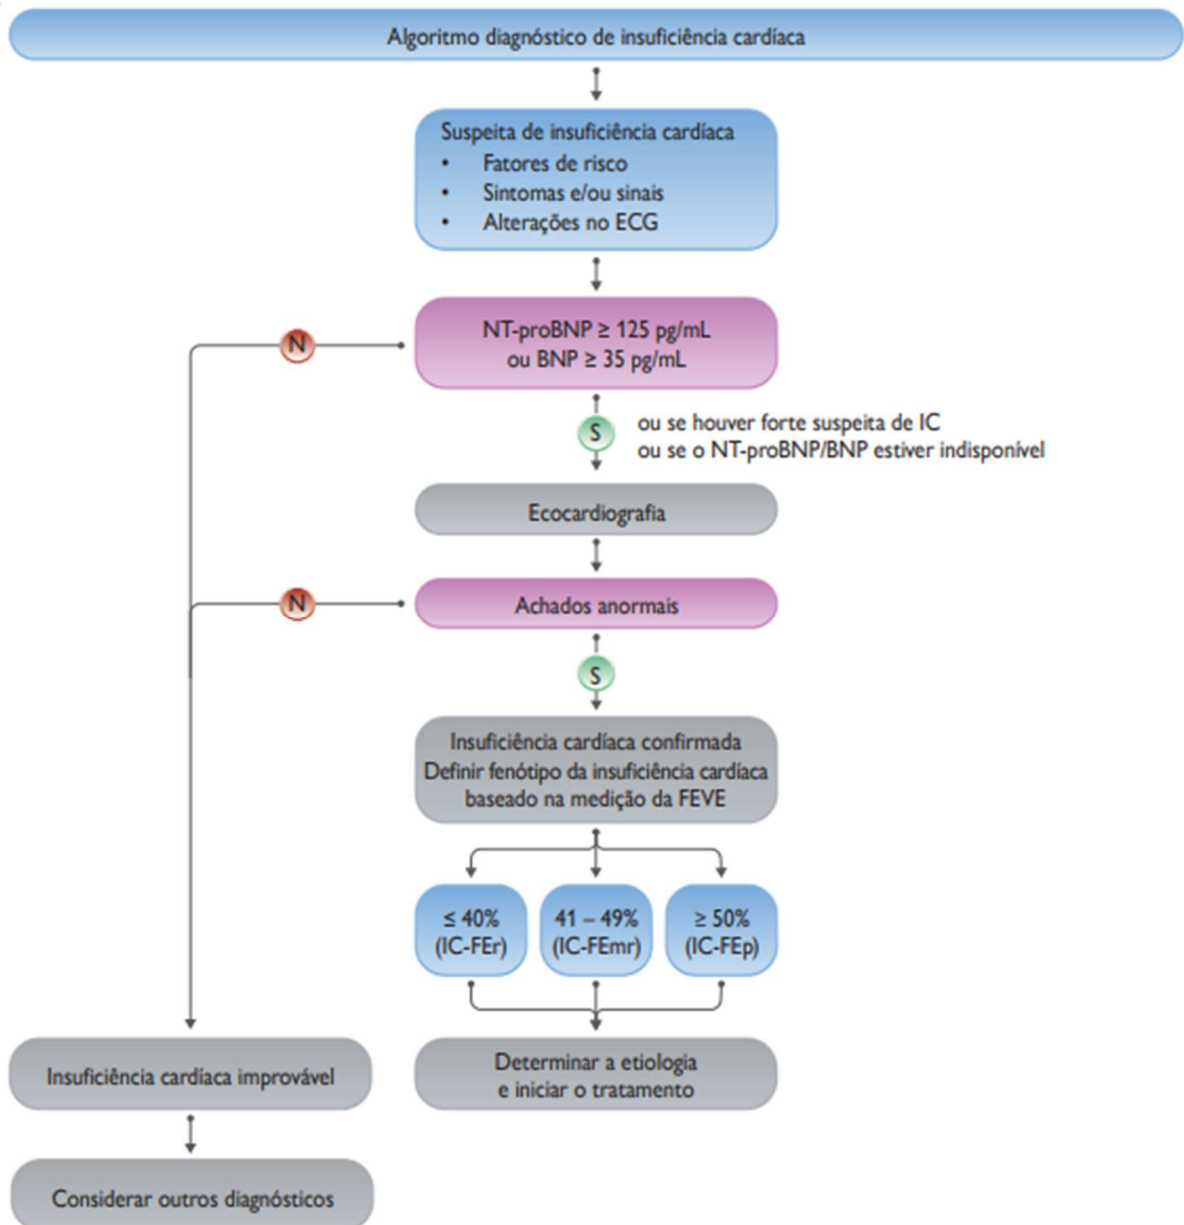 Algoritmo diagnóstico de insuficiência cardíaca
Suspeita de insuficiência cardíaca
• Fatores de risco
• Sintomas e/ou sinais
• Alterações no ECG
NT-proBNP ≥ 125 pg/mL
ou BNP ≥ 35 pg/mL
N
S
ou se houver forte suspeita de IC
ou se o NT-proBNP/BNP estiver indisponível
Ecocardiografia
Achados anormais
N
S
Insuficiência cardíaca confirmada
Definir fenótipo da insuficiência cardíaca
baseado na medição da FEVE
≤ 40%
(IC-FEr)
41 – 49%
(IC-FEmr)
≥ 50%
(IC-FEp)
Determinar a etiologia
e iniciar o tratamento
Insuficiência cardíaca improvável
Considerar outros diagnósticos